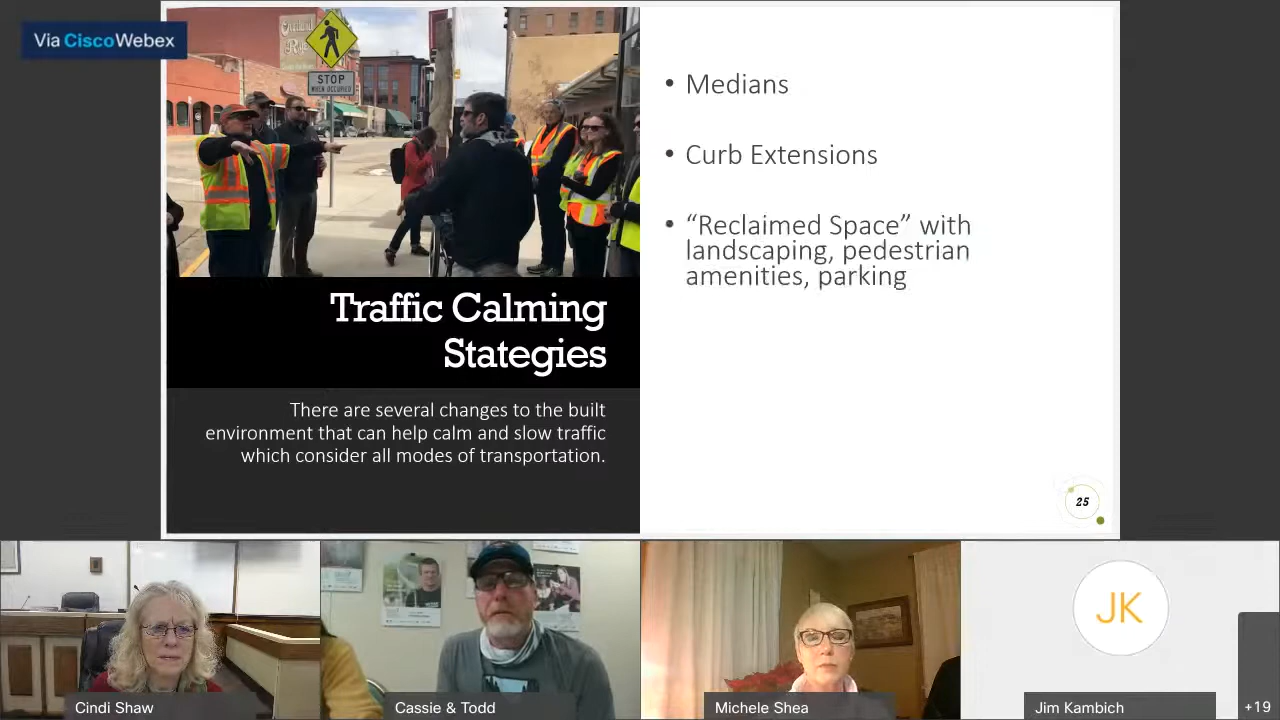 Via Cisco Webex
STOP
WHEN OCCUPIED
• Medians
• Curb Extensions
• “Reclaimed Space” with
landscaping, pedestrian
amenities, parking
Traffic Calming
Stategies
There are several changes to the built
environment that can help calm and slow traffic
which consider all modes of transportation.
25
JK
Cindi Shaw
Cassie & Todd
Michele Shea
Jim Kambich
+19